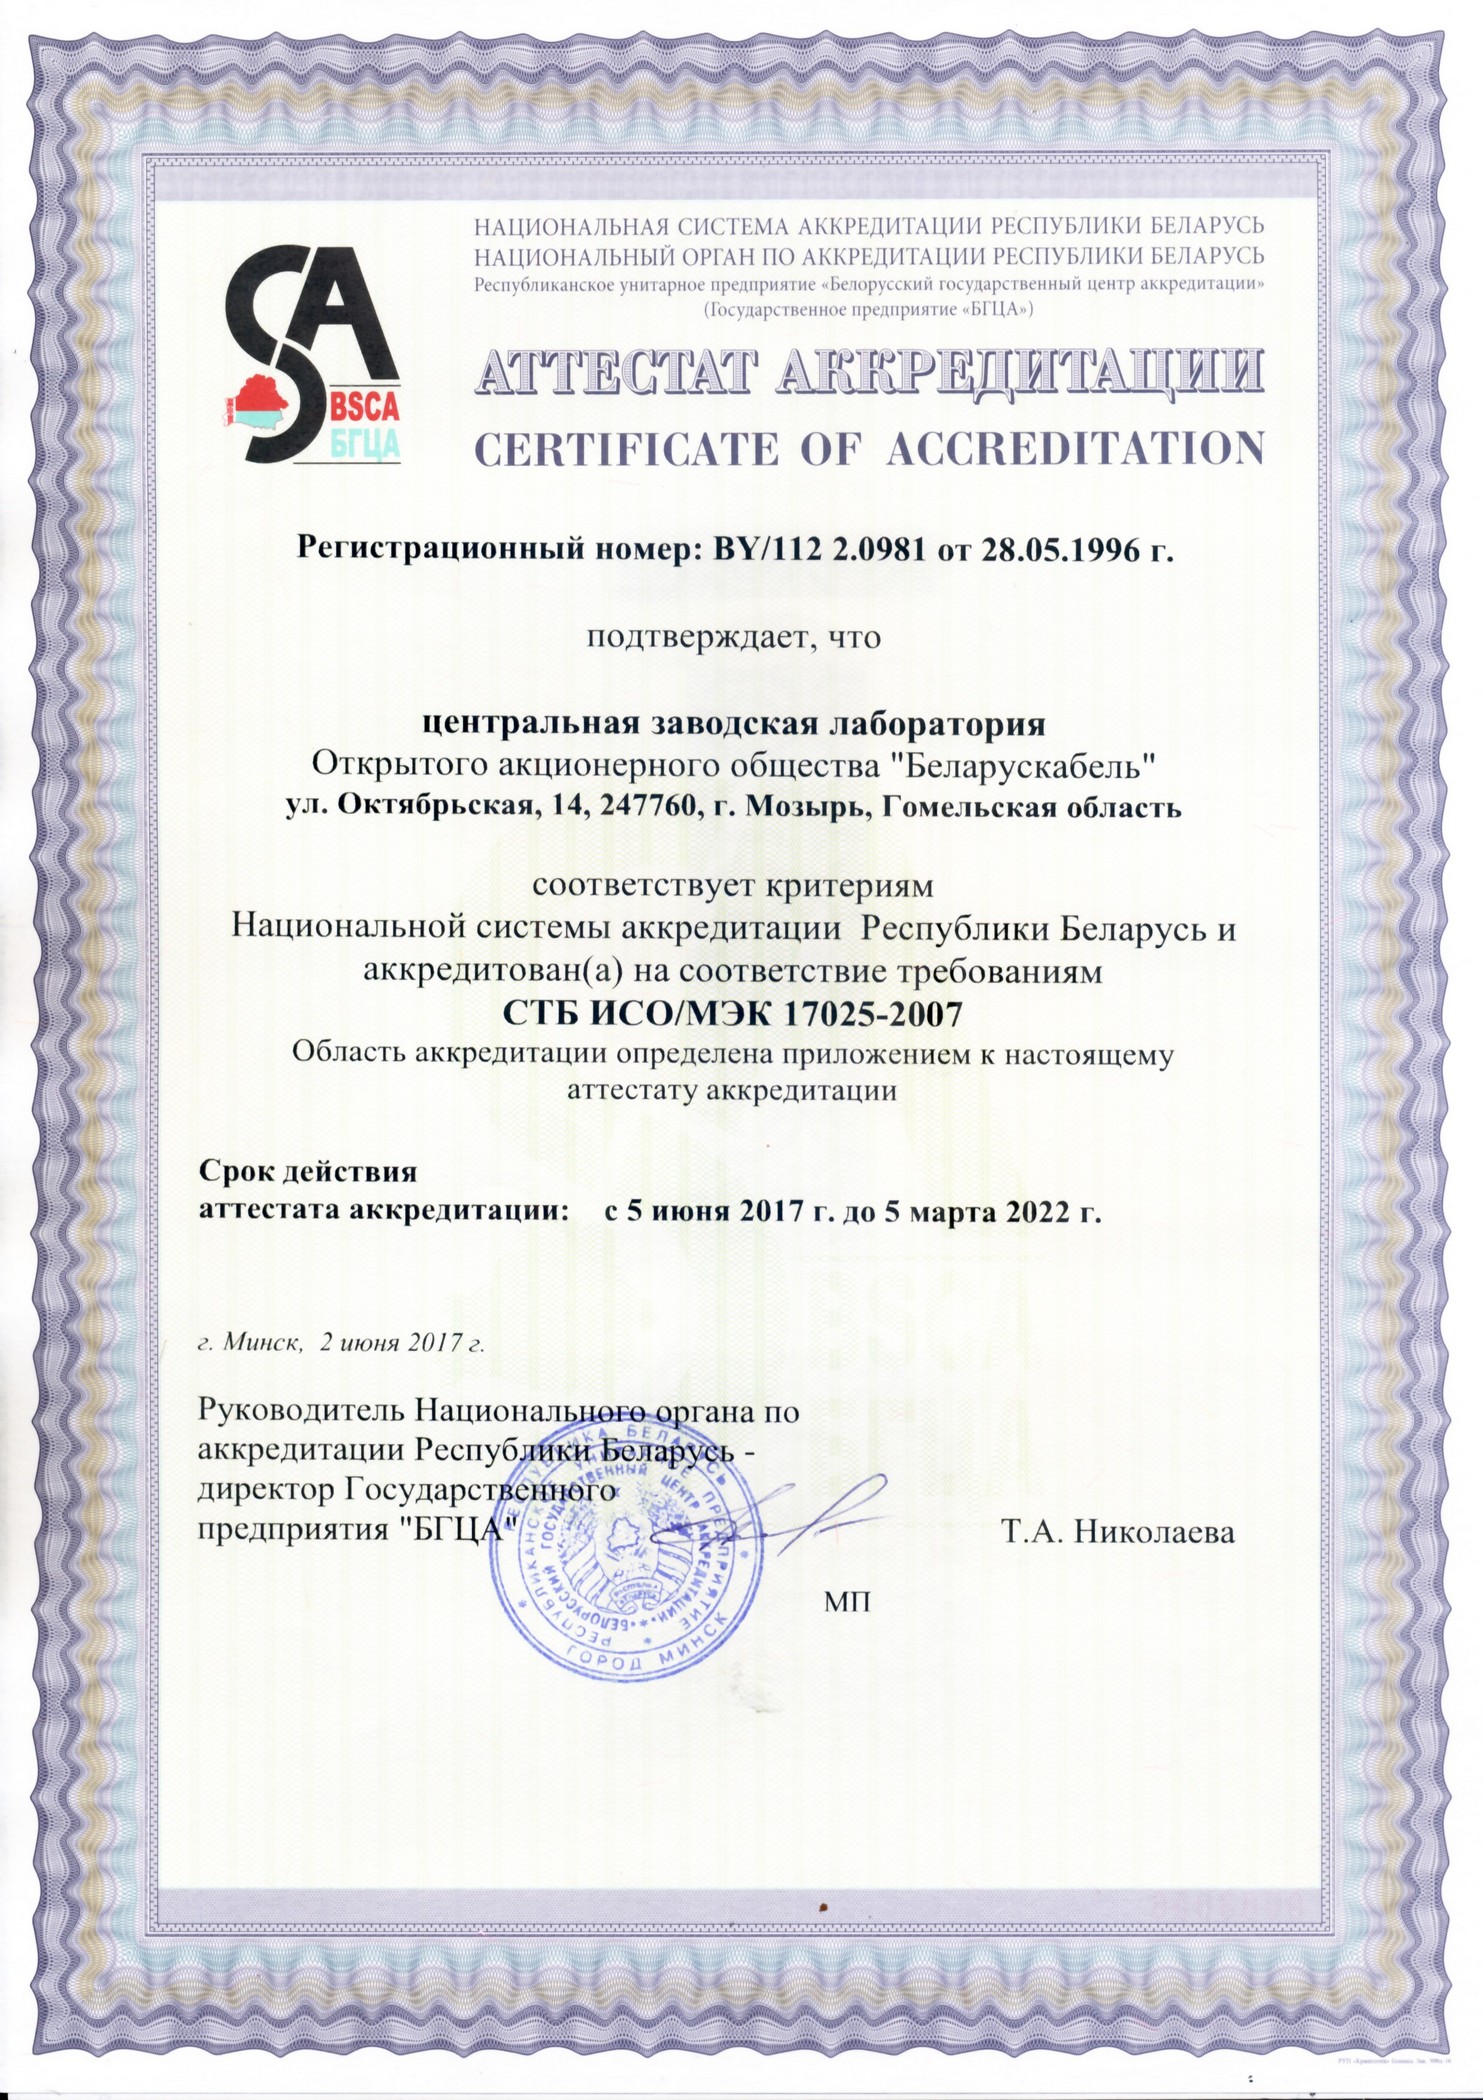 НАЦИОНАЛЬНАЯ СИСТЕМА АККРЕДИТАЦИИ РЕСПУБЛИКИ БЕЛАРУСЬ
НАЦИОНАЛЬНЫЙ ОРГАН ПО АККРЕДИТАЦИИ РЕСПУБЛИКИ БЕЛАРУСЬ
Республиканское унитарное предприятие «Белорусский государственный центр аккредитации»
(Государственное предприятие «БГЦА»)
BSCA
БГЦА
АТТЕСТАТ АККРЕДИТАЦИИ
CERTIFICATE OF ACCREDITATION
Регистрационный номер: BY/112 2.0981 от 28.05.1996 г.
подтверждает, что
центральная заводская лаборатория
Открытого акционерного общества "Беларускабель"
ул. Октябрьская, 14, 247760, г. Мозырь, Гомельская область
соответствует критериям
Национальной системы аккредитации Республики Беларусь и
аккредитован(а) на соответствие требованиям
СТБ ИСО/МЭК 17025-2007
Область аккредитации определена приложением к настоящему
аттестату аккредитации
Срок действия
аттестата аккредитации: с 5 июня 2017 г. до 5 марта 2022 г.
г. Минск, 2 июня 2017 г.
Руководитель Национального органа по
аккредитации Республики Беларусь -
директор Государственного
предприятия "БГЦА"
Т.А. Николаева
МП
РЕСПУБЛИКА БЕЛАРУСЬ
ГОРОД МИНСК
РЕСПУБЛИКАНСКОЕ УНИТАРНОЕ ПРЕДПРИЯТИЕ
БЕЛОРУССКИЙ ГОСУДАРСТВЕННЫЙ ЦЕНТР АККРЕДИТАЦИИ